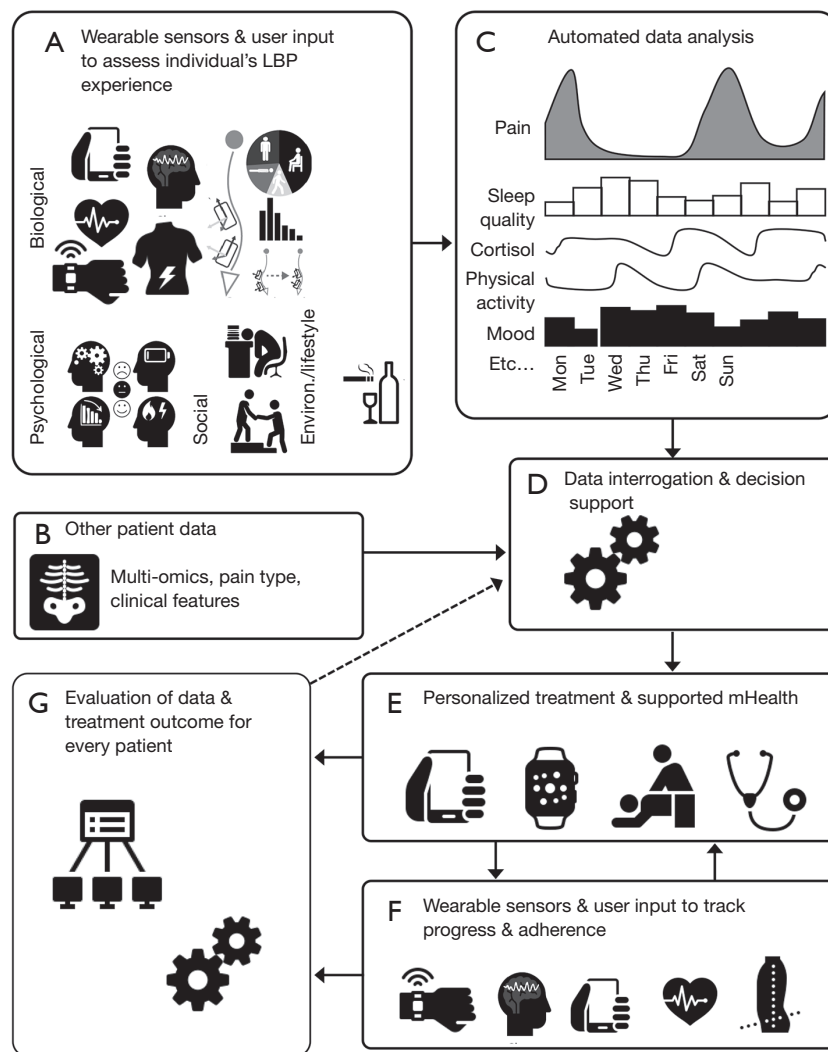 A Wearable sensors & user input
to assess individual's LBP
experience
Biological
Psychological
Social
Environ./lifestyle
C Automated data analysis
Pain
Sleep
quality
Cortisol
Physical
activity
Mood
Etc...
Mon
Tue
Wed
Thu
Fri
Sat
Sun
D Data interrogation & decision
support
B Other patient data
Multi-omics, pain type,
clinical features
G Evaluation of data &
treatment outcome for
every patient
E Personalized treatment & supported mHealth
F Wearable sensors & user input to track
progress & adherence